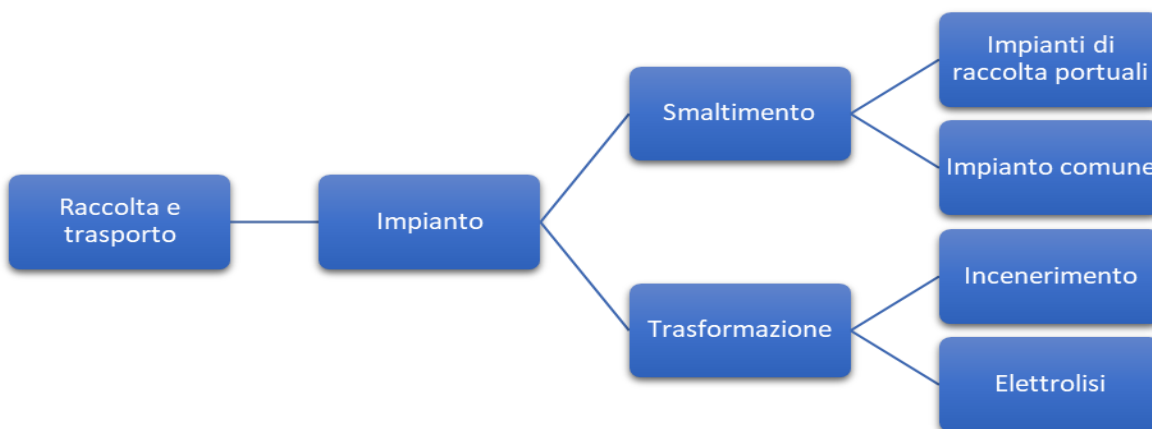 Raccolta e
trasporto
Impianto
Smaltimento
Impianti di
raccolta portuali
Impianto comune
Trasformazione
Incenerimento
Elettrolisi